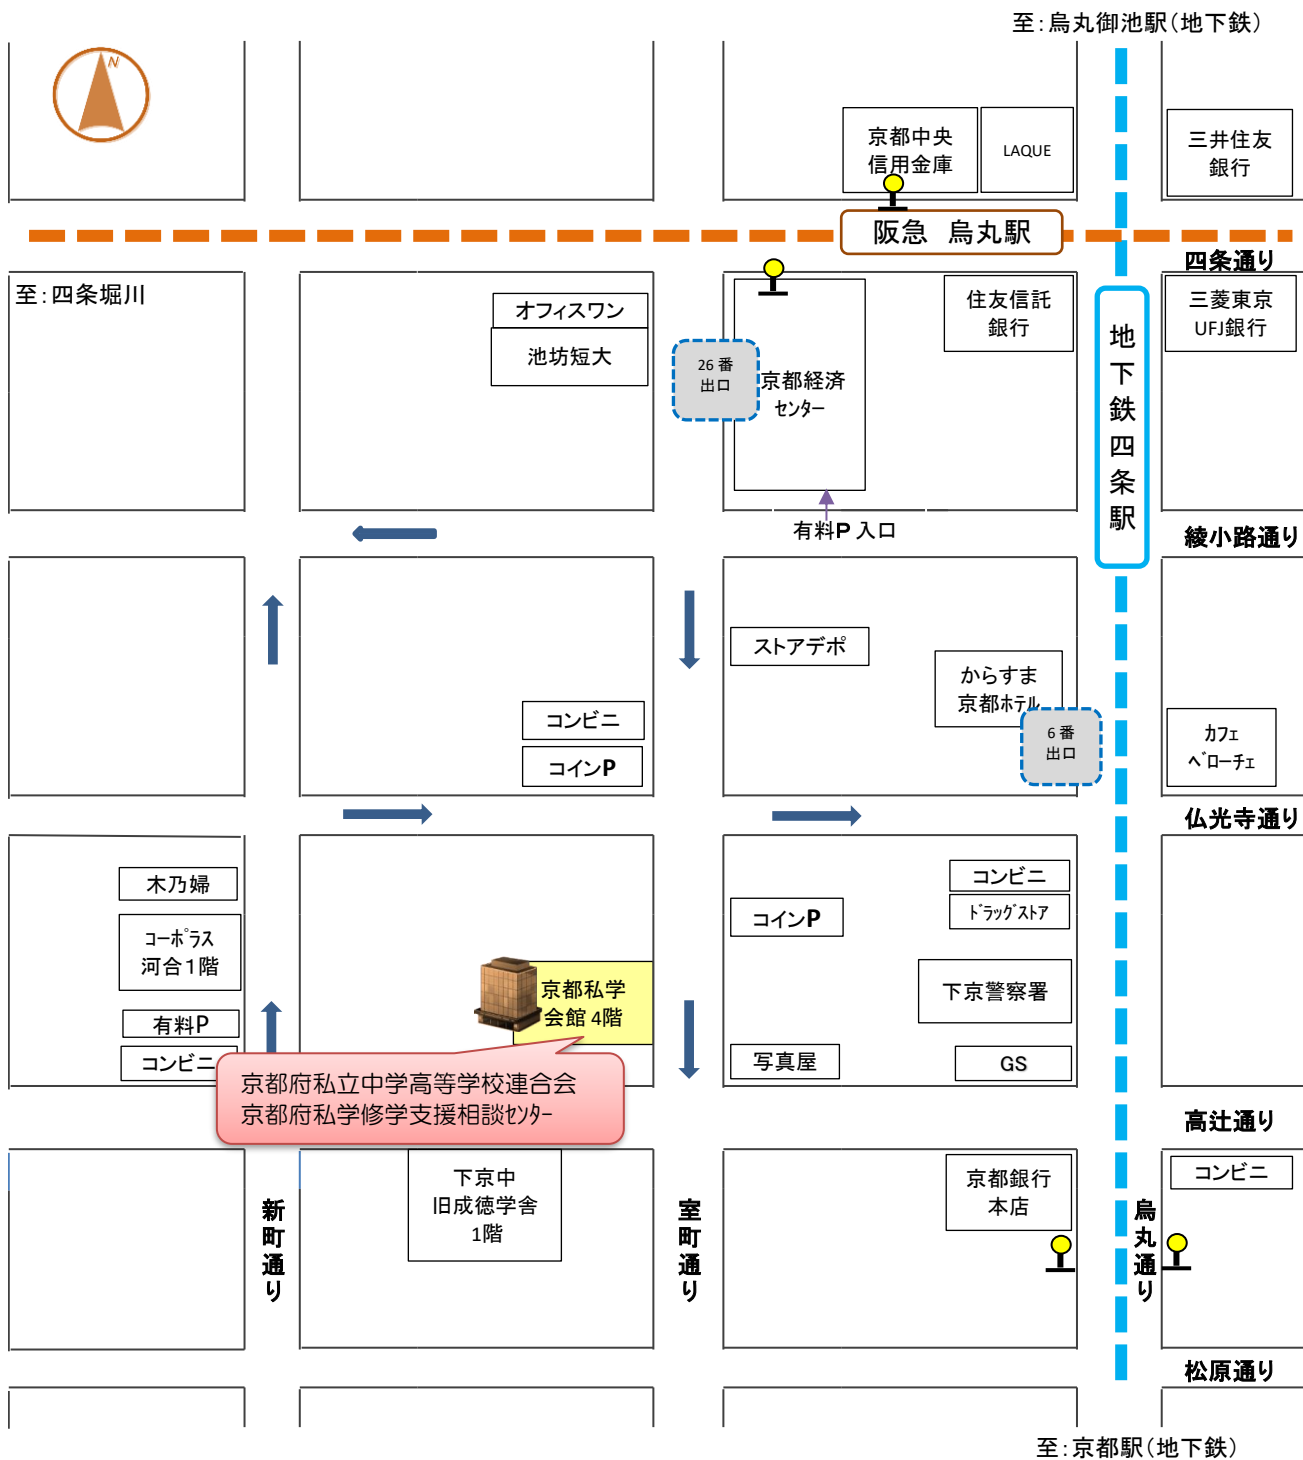 至：烏丸御池駅（地下鉄）
N
京都中央
信用金庫
LAQUE
三井住友
銀行
阪急　烏丸駅
四条通り
至：四条堀川
オフィスワン
池坊短大
26 番
出口
京都経済
ｾﾝﾀｰ
住友信託
銀行
地下鉄四条駅
三菱東京
UFJ銀行
有料P 入口
綾小路通り
ストアデポ
からすま
京都ﾎﾃﾙ
6 番
出口
コンビニ
コインP
ｶﾌｪ
ﾍﾞﾛｰﾁｪ
仏光寺通り
木乃婦
ｺｰﾎﾟﾗｽ
河合１階
有料P
コンビニ
京都私学
会館 4階
コインP
コンビニ
ﾄﾞﾗｯｸﾞｽﾄｱ
下京警察署
写真屋
GS
京都府私立中学高等学校連合会
京都府私学修学支援相談ｾﾝﾀｰ
高辻通り
下京中
旧成徳学舎
1階
京都銀行
本店
コンビニ
新町通り
室町通り
烏丸通り
松原通り
至：京都駅（地下鉄）